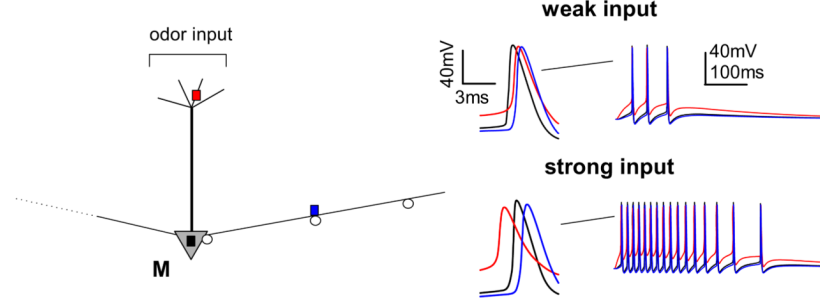 weak input
odor input
40mV
3ms
40mV
100ms
strong input
M